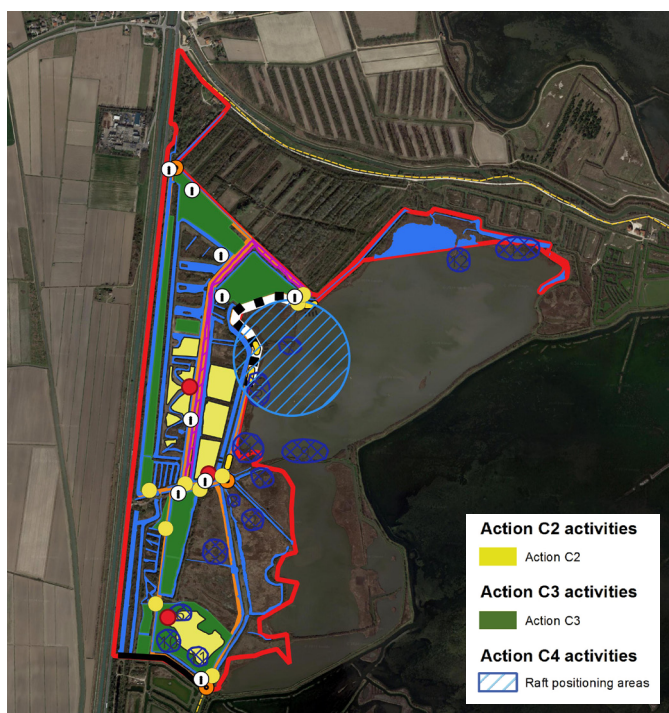 Action C2 activities
Action C2
Action C3 activities
Action C3
Action C4 activities
Raft positioning areas